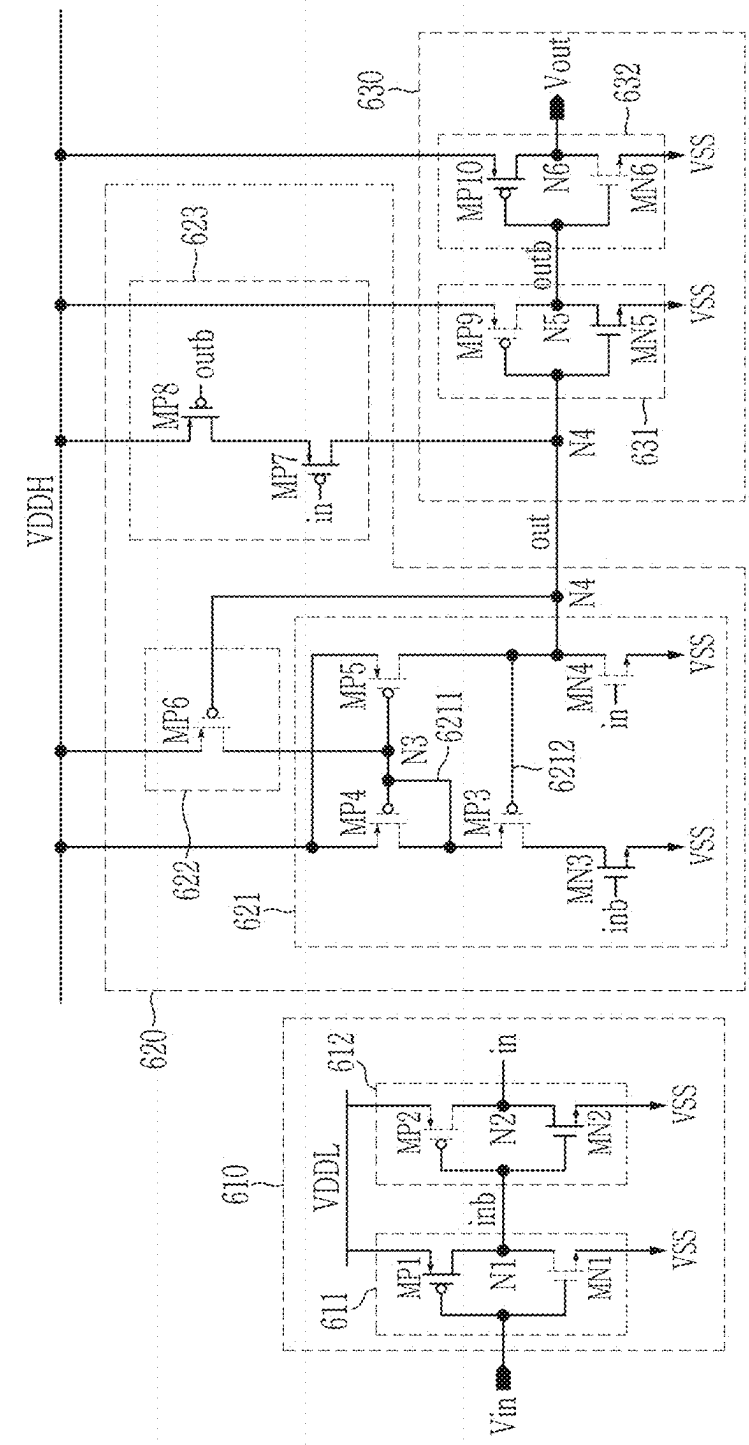 VDDH
630
632
Vout
MP10
N6
MN6
VSS
outb
623
MP9
N5
MN5
VSS
631
MP8
outb
MP7
in
N4
out
N4
MP6
622
MP5
N3
6211
MP4
MP3
6212
MN4
in
VSS
MN3
inb
VSS
621
620
610
612
VDDL
MP2
N2
in
MN2
VSS
inb
611
MP1
N1
MN1
VSS
Vin